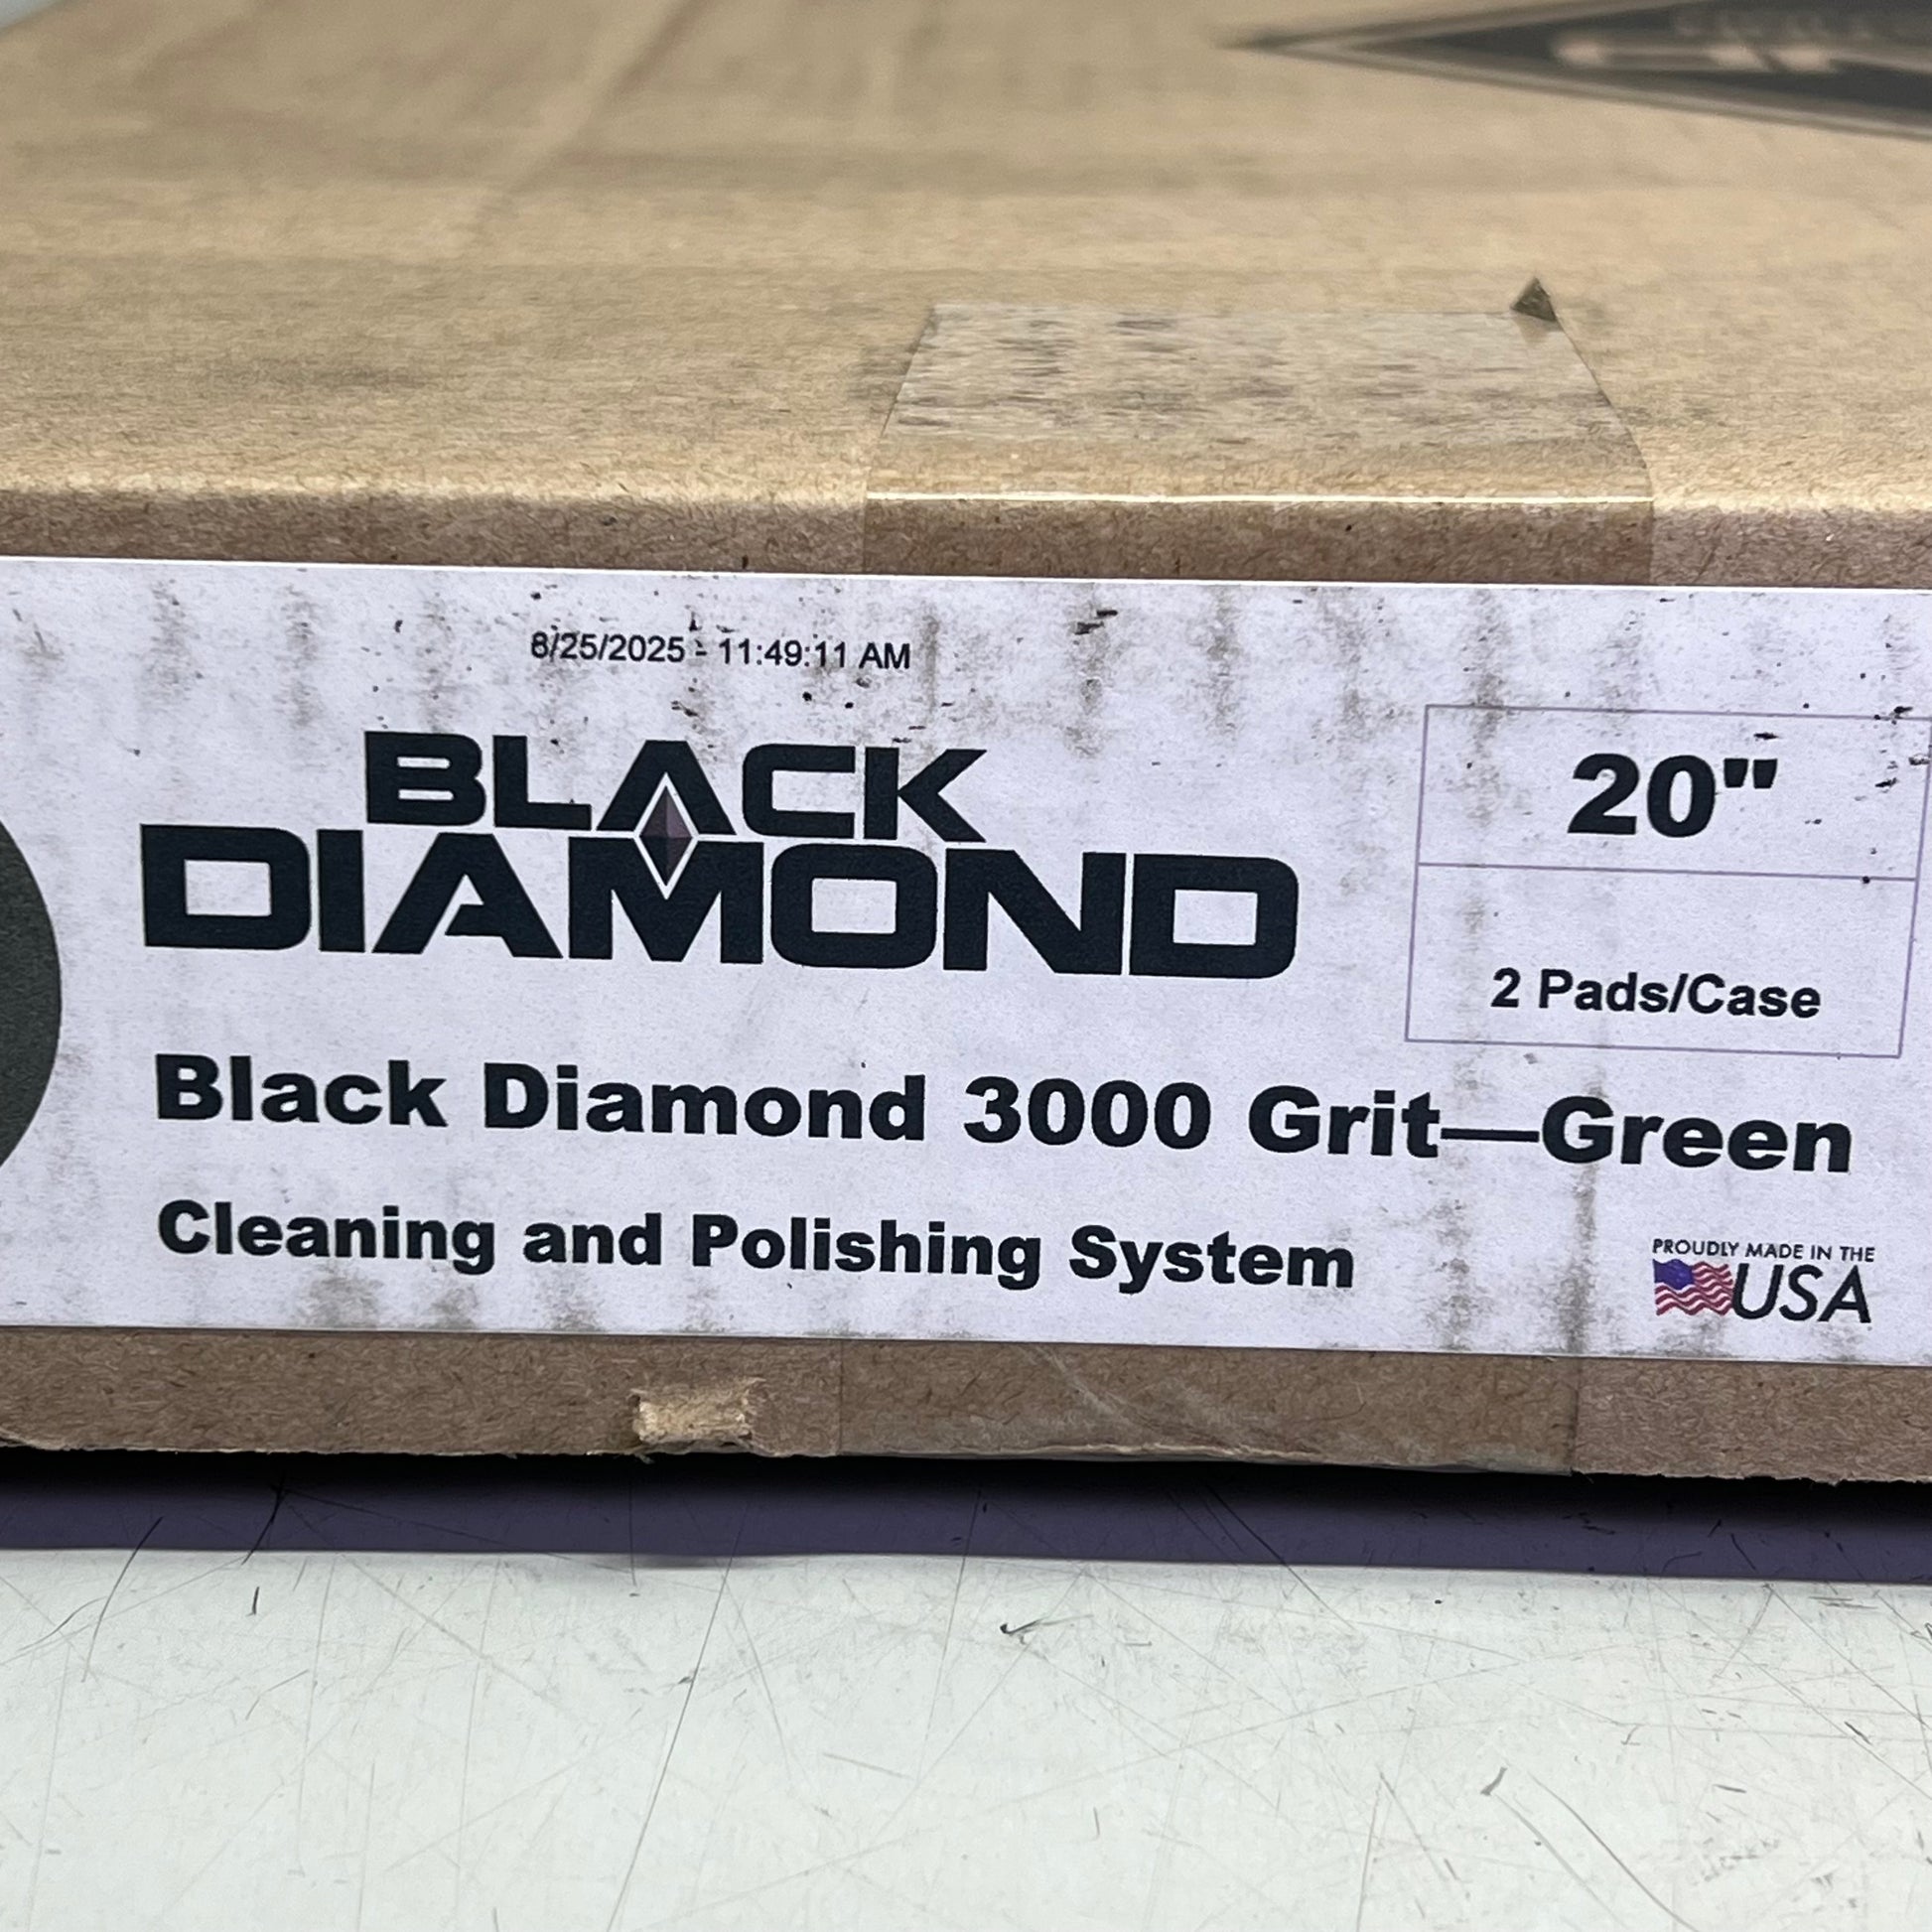 8/25/2025 - 11:49:11 AM
BLACK
DIAMOND
20"
2 Pads/Case
Black Diamond 3000 Grit—Green
Cleaning and Polishing System
PROUDLY MADE IN THE
USA